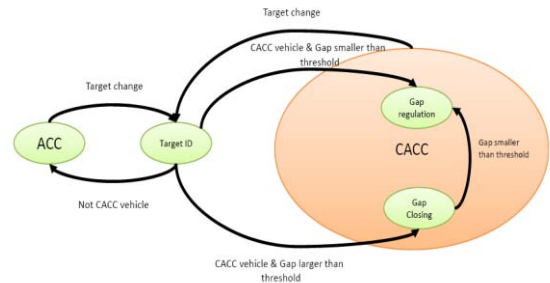 Target change
CACC vehicle & Gap smaller than
threshold
Target change
Gap
regulation
ACC
Target ID
CACC
Gap smaller
than threshold
Not CACC vehicle
Gap
Closing
CACC vehicle & Gap larger than
threshold